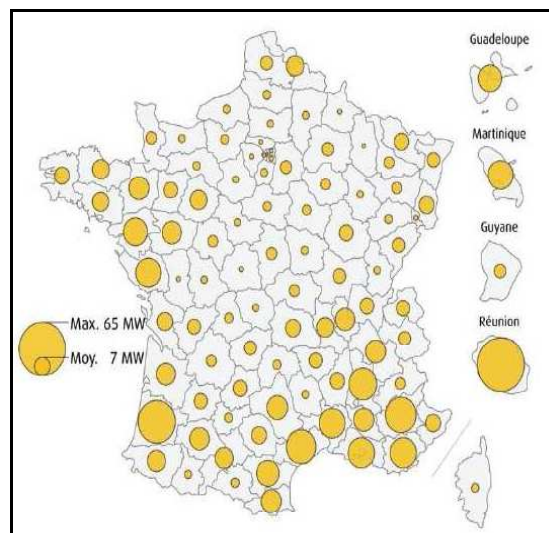 Guadeloupe
Martinique
Guyane
Réunion
Max. 65 MW
Moy. 7 MW